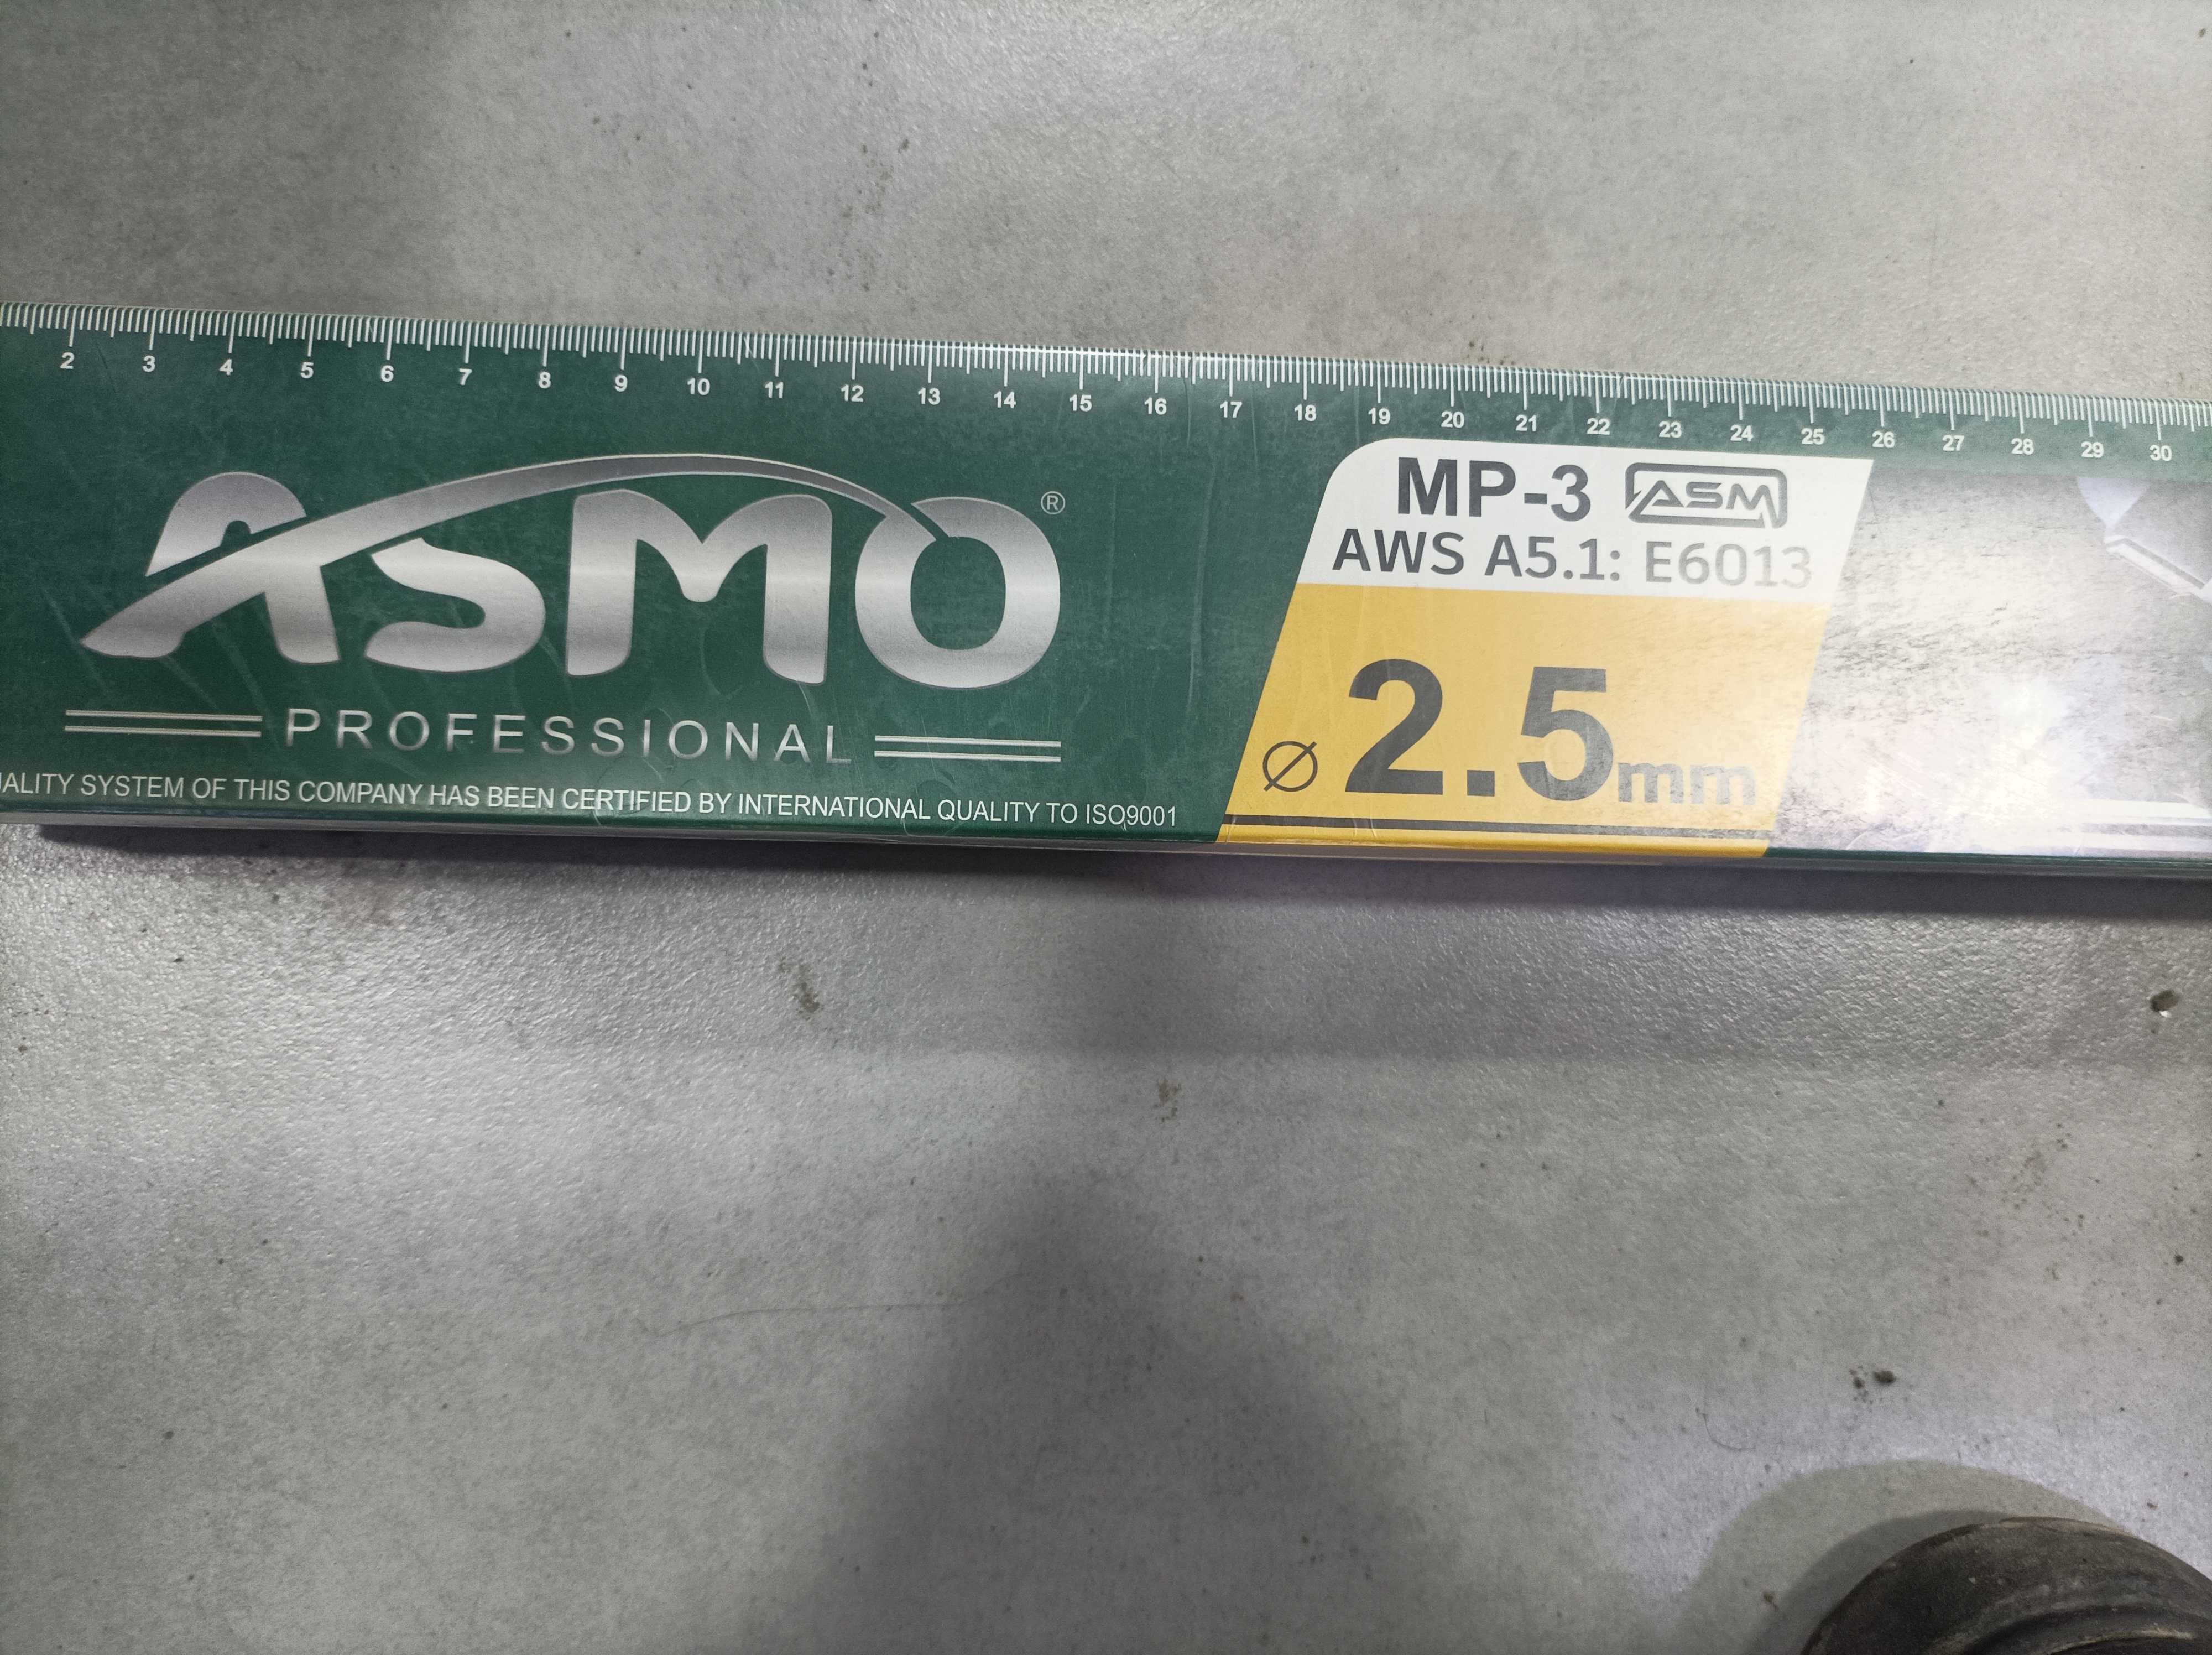 2 3 4 5 6 7 8 9 10 11 12 13 14 15 16 17 18 19 20 21 22 23 24 25 26 27 28 29 30
ASMO®
PROFESSIONAL
SYSTEM OF THIS COMPANY HAS BEEN CERTIFIED BY INTERNATIONAL QUALITY TO ISO9001
MP-3 ASM
AWS A5.1: E6013
⌀ 2.5mm